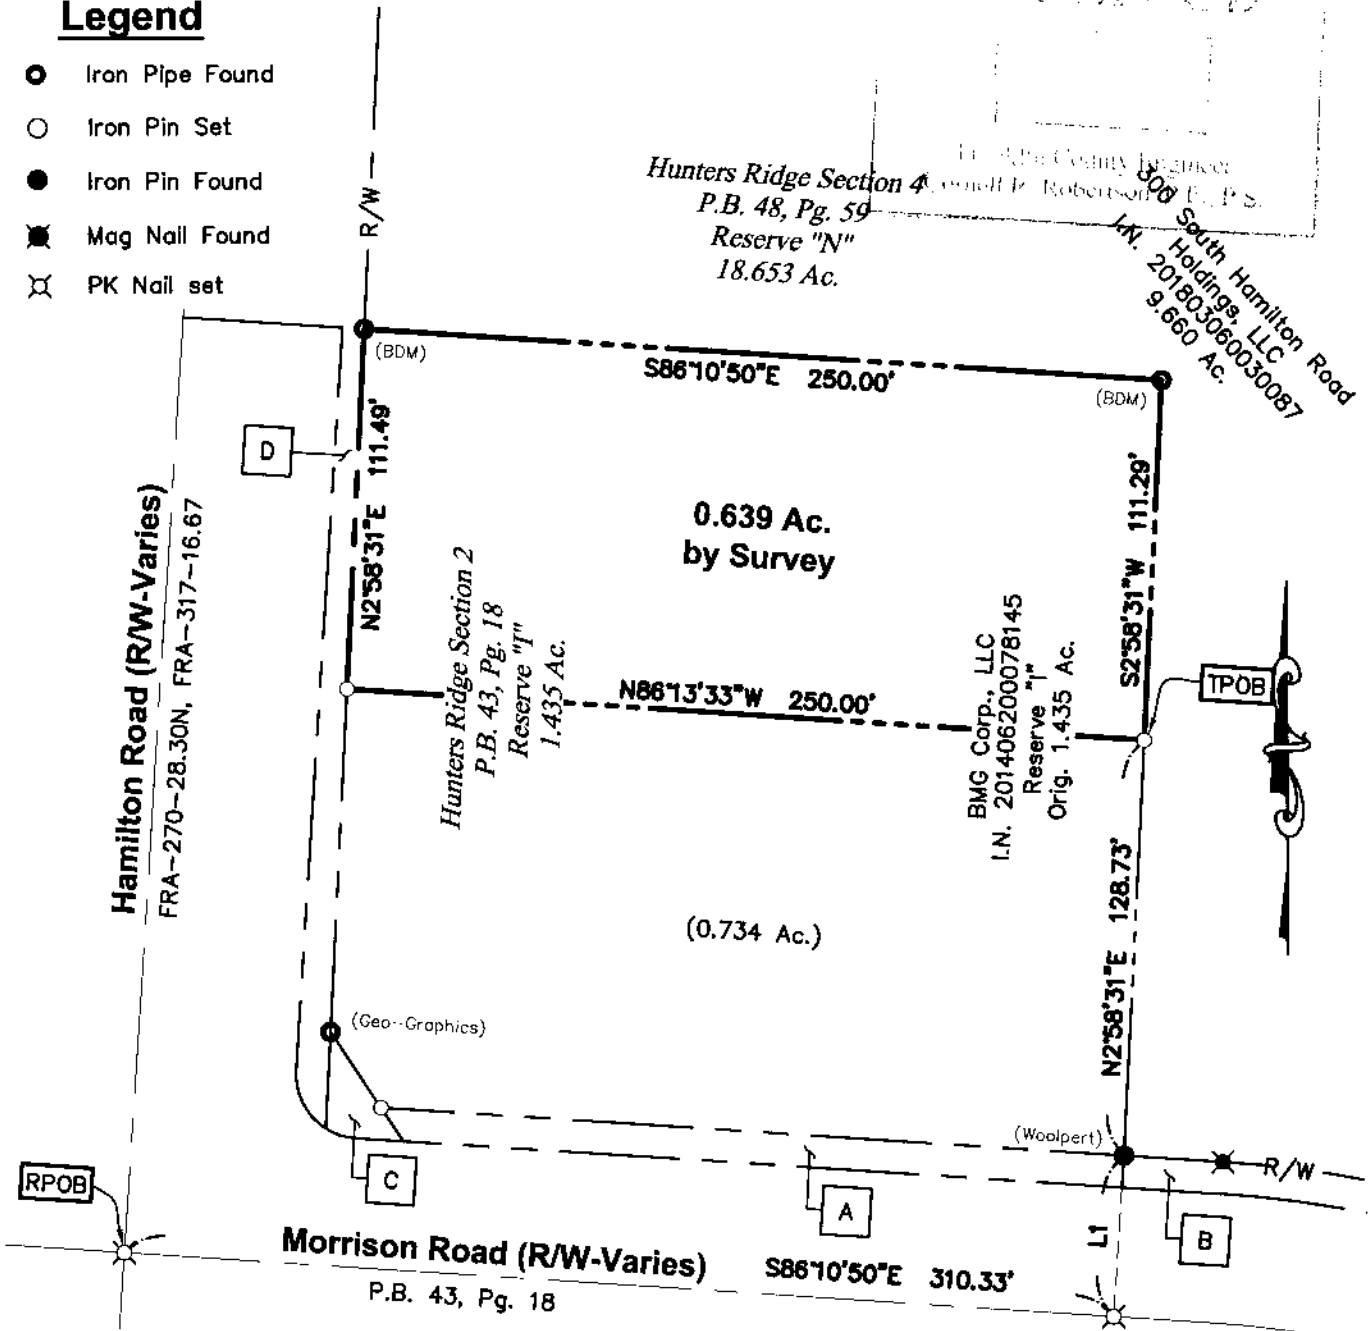 Legend
Iron Pipe Found
Iron Pin Set
Iron Pin Found
Mag Nail Found
PK Nail set
R/W
County Engineer
Robertson P.S.
Hunters Ridge Section 4
P.B. 48, Pg. 59
Reserve "N"
18.653 Ac.
300 South Hamilton Road
Holdings, LLC
I.N. 201803060030087
9.660 Ac.
(BDM)
S86°10'50"E 250.00'
(BDM)
D
N2°58'31"E 111.49'
0.639 Ac.
by Survey
S2°58'31"W 111.29'
Hamilton Road (R/W-Varies)
FRA-270-28.30N, FRA-317-16.67
Hunters Ridge Section 2
P.B. 43, Pg. 18
Reserve "I"
1.435 Ac.
N86°13'33"W 250.00'
BMG Corp., LLC
I.N. 201406200078145
Reserve "I"
Orig. 1.435 Ac.
TPOB
(0.734 Ac.)
N2°58'31"E 128.73'
(Geo-Graphics)
(Woolpert)
R/W
RPOB
C
A
B
L1
Morrison Road (R/W-Varies)
S86°10'50"E 310.33'
P.B. 43, Pg. 18